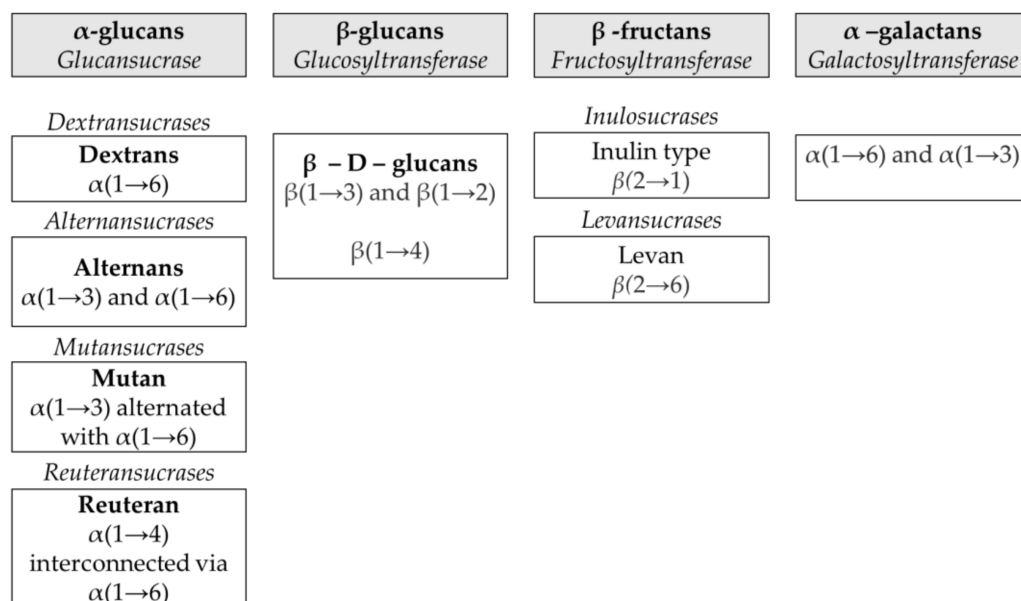 α-glucans
Glucansucrase
Dextransucrases
Dextrans
α(1→6)
Alternansucrases
Alternans
α(1→3) and α(1→6)
Mutansucrases
Mutan
α(1→3) alternated
with α(1→6)
Reuteransucrases
Reuteran
α(1→4)
interconnected via
α(1→6)
β-glucans
Glucosyltransferase
β – D – glucans
β(1→3) and β(1→2)
β(1→4)
β -fructans
Fructosyltransferase
Inulosucrases
Inulin type
β(2→1)
Levansucrases
Levan
β(2→6)
α –galactans
Galactosyltransferase
α(1→6) and α(1→3)